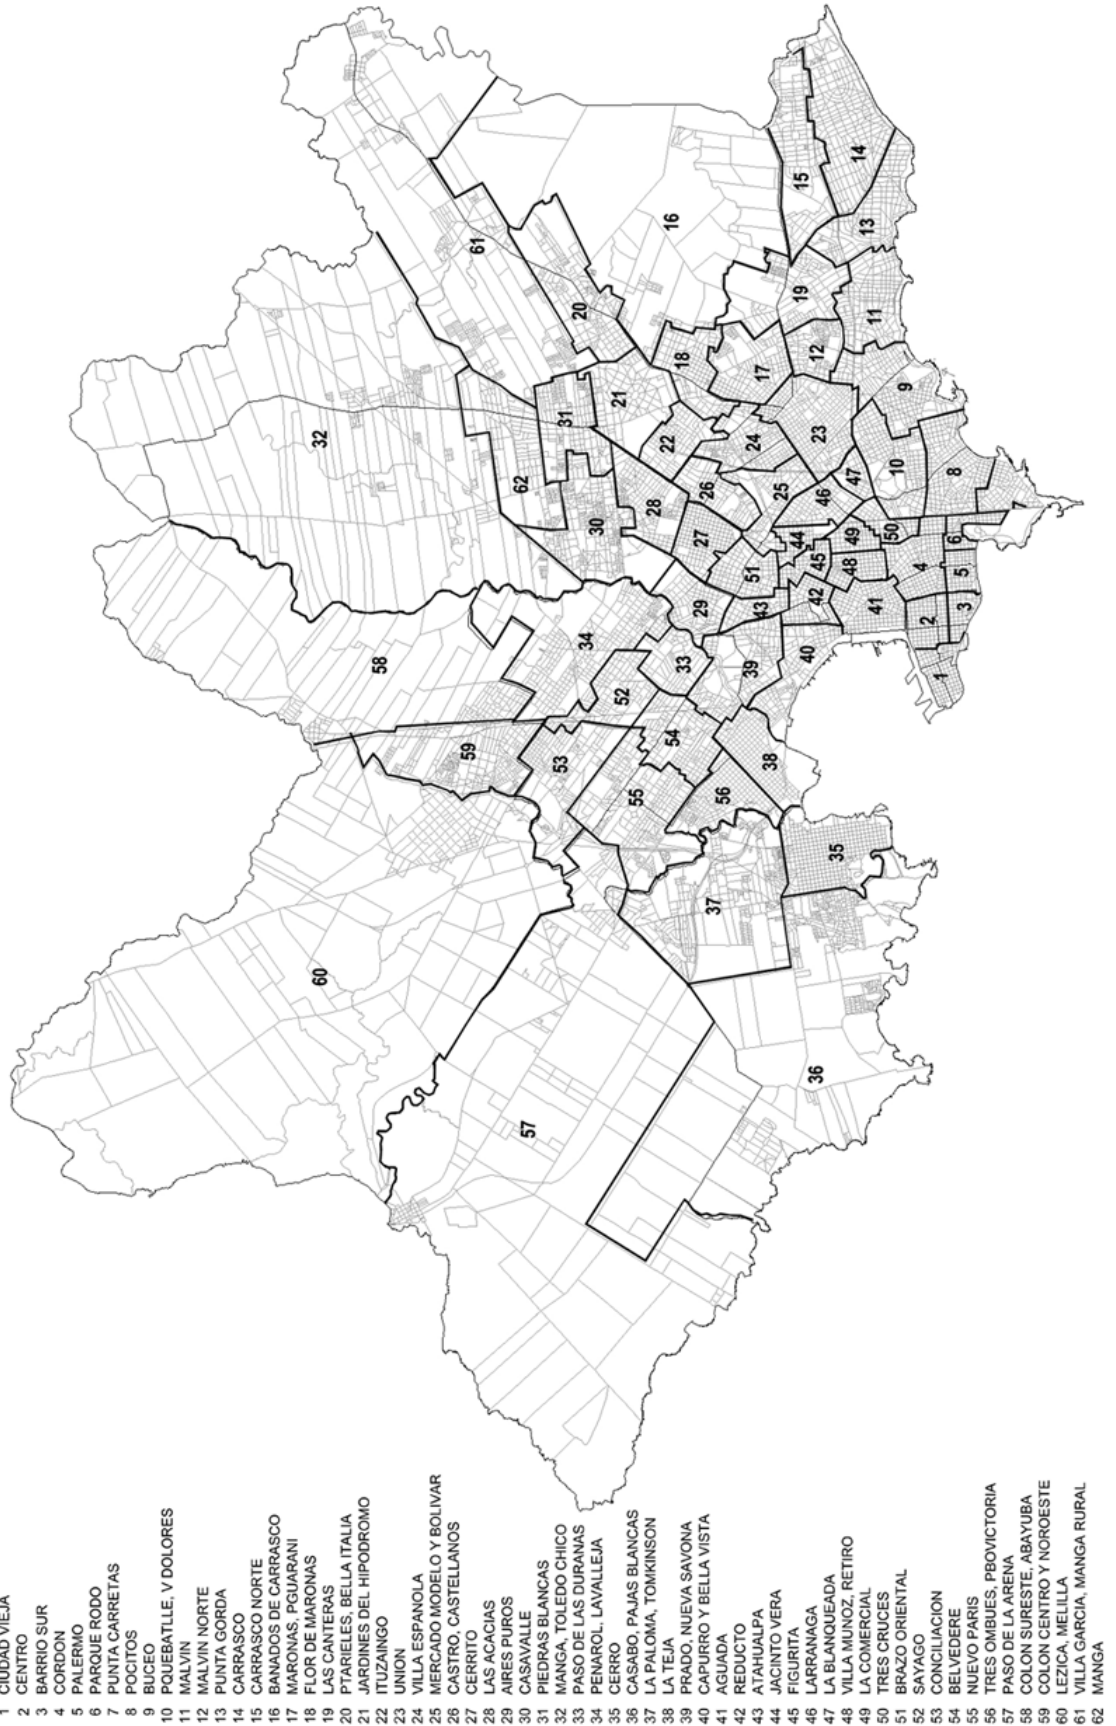 1 CIUDAD VIEJA
2 CENTRO
3 BARRIO SUR
4 CORDON
5 PALERMO
6 PARQUE RODO
7 PUNTA CARRETAS
8 POCITOS
9 BUCEO
10 PQUEBATLLE, V DOLORES
11 MALVIN
12 MALVIN NORTE
13 PUNTA GORDA
14 CARRASCO
15 CARRASCO NORTE
16 BANADOS DE CARRASCO
17 MARONAS, PGUARANI
18 FLOR DE MARONAS
19 LAS CANTERAS
20 PTARIELES, BELLA ITALIA
21 JARDINES DEL HIPODROMO
22 ITUZAINGO
23 UNION
24 VILLA ESPANOLA
25 MERCADO MODELO Y BOLIVAR
26 CASTRO, CASTELLANOS
27 CERRITO
28 LAS ACACIAS
29 AIRES PUROS
30 CASAVALLE
31 PIEDRAS BLANCAS
32 MANGA, TOLEDO CHICO
33 PASO DE LAS DURANAS
34 PENAROL, LAVALLEJA
35 CERRO
36 CASABO, PAJAS BLANCAS
37 LA PALOMA, TOMKINSON
38 LA TEJA
39 PRADO, NUEVA SAVONA
40 CAPURRO Y BELLA VISTA
41 AGUADA
42 REDUCTO
43 ATAHUALPA
44 JACINTO VERA
45 FIGURITA
46 LARRANAGA
47 LA BLANQUEADA
48 VILLA MUNOZ, RETIRO
49 LA COMERCIAL
50 TRES CRUCES
51 BRAZO ORIENTAL
52 SAYAGO
53 CONCILIACION
54 BELVEDERE
55 NUEVO PARIS
56 TRES OMBUES, PBOVICTORIA
57 PASO DE LA ARENA
58 COLON SURESTE, ABAYUBA
59 COLON CENTRO Y NOROESTE
60 LEZICA, MELILLA
61 VILLA GARCIA, MANGA RURAL
62 MANGA
60
58
32
61
59
62
31
20
16
57
53
34
30
21
18
52
28
22
55
54
33
29
27
26
24
17
15
37
56
39
43
51
44
25
12
19
14
38
40
42
45
46
23
13
36
35
41
48
49
47
11
50
10
9
2
4
8
1
3
5
6
7